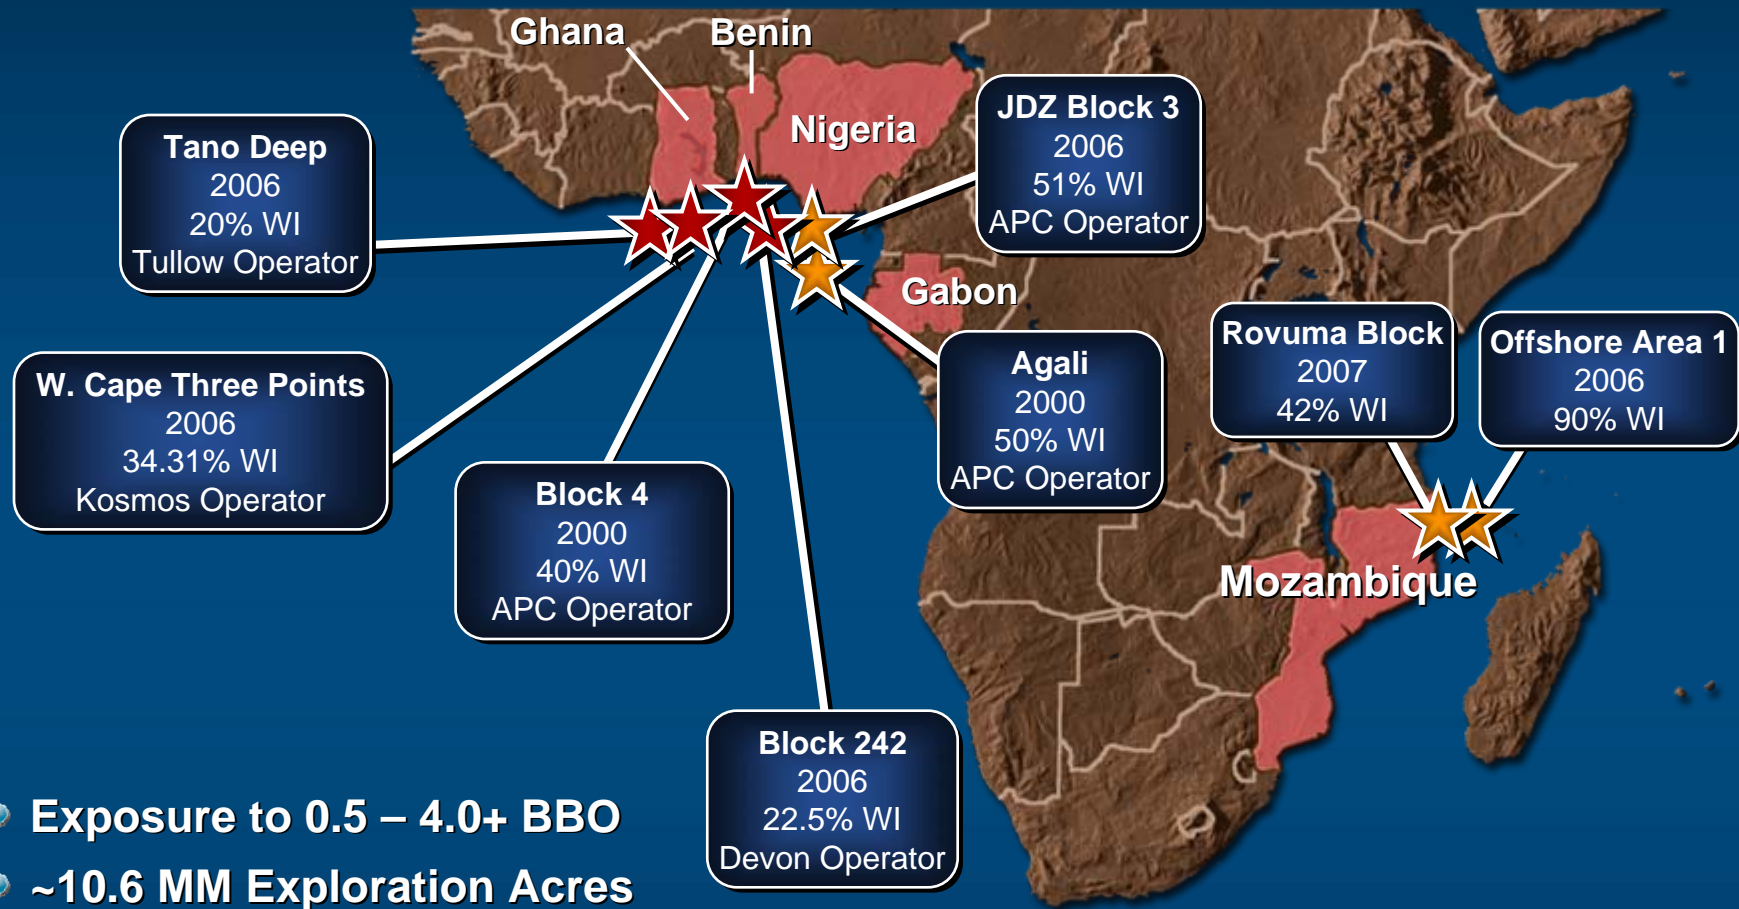 Ghana
Benin
Nigeria
JDZ Block 3
2006
51% WI
APC Operator
Tano Deep
2006
20% WI
Tullow Operator
Gabon
W. Cape Three Points
2006
34.31% WI
Kosmos Operator
Agali
2000
50% WI
APC Operator
Rovuma Block
2007
42% WI
Offshore Area 1
2006
90% WI
Block 4
2000
40% WI
APC Operator
Mozambique
Block 242
2006
22.5% WI
Devon Operator
Exposure to 0.5 – 4.0+ BBO
~10.6 MM Exploration Acres